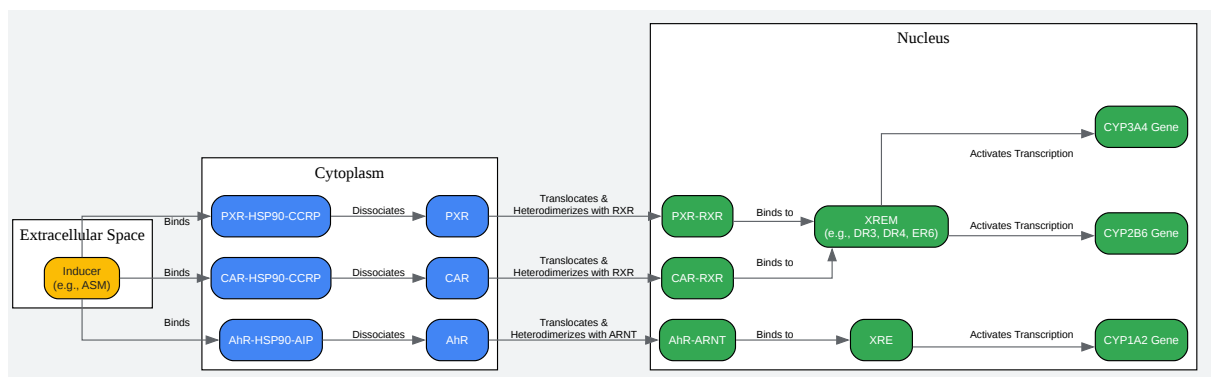 Nucleus
CYP3A4 Gene
Activates Transcription
Cytoplasm
Translocates &
Heterodimerizes with RXR
PXR-HSP90-CCRP
Dissociates
PXR
PXR-RXR
Binds to
XREM
(e.g., DR3, DR4, ER6)
Activates Transcription
CYP2B6 Gene
Binds
Extracellular Space
Inducer
(e.g., ASM)
Binds
CAR-HSP90-CCRP
Dissociates
CAR
Translocates &
Heterodimerizes with RXR
CAR-RXR
Binds to
Binds
AhR-HSP90-AIP
Dissociates
AhR
Translocates &
Heterodimerizes with ARNT
AhR-ARNT
Binds to
XRE
Activates Transcription
CYP1A2 Gene